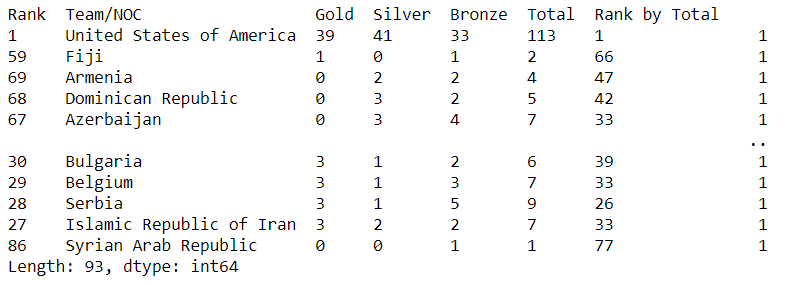 Rank  Team/NOC                  Gold  Silver  Bronze  Total  Rank by Total
1     United States of America  39    41      33      113    1                1
59    Fiji                      1     0       1       2      66               1
69    Armenia                   0     2       2       4      47               1
68    Dominican Republic        0     3       2       5      42               1
67    Azerbaijan                0     3       4       7      33               1
                                                                             ..
30    Bulgaria                  3     1       2       6      39               1
29    Belgium                   3     1       3       7      33               1
28    Serbia                    3     1       5       9      26               1
27    Islamic Republic of Iran  3     2       2       7      33               1
86    Syrian Arab Republic      0     0       1       1      77               1
Length: 93, dtype: int64